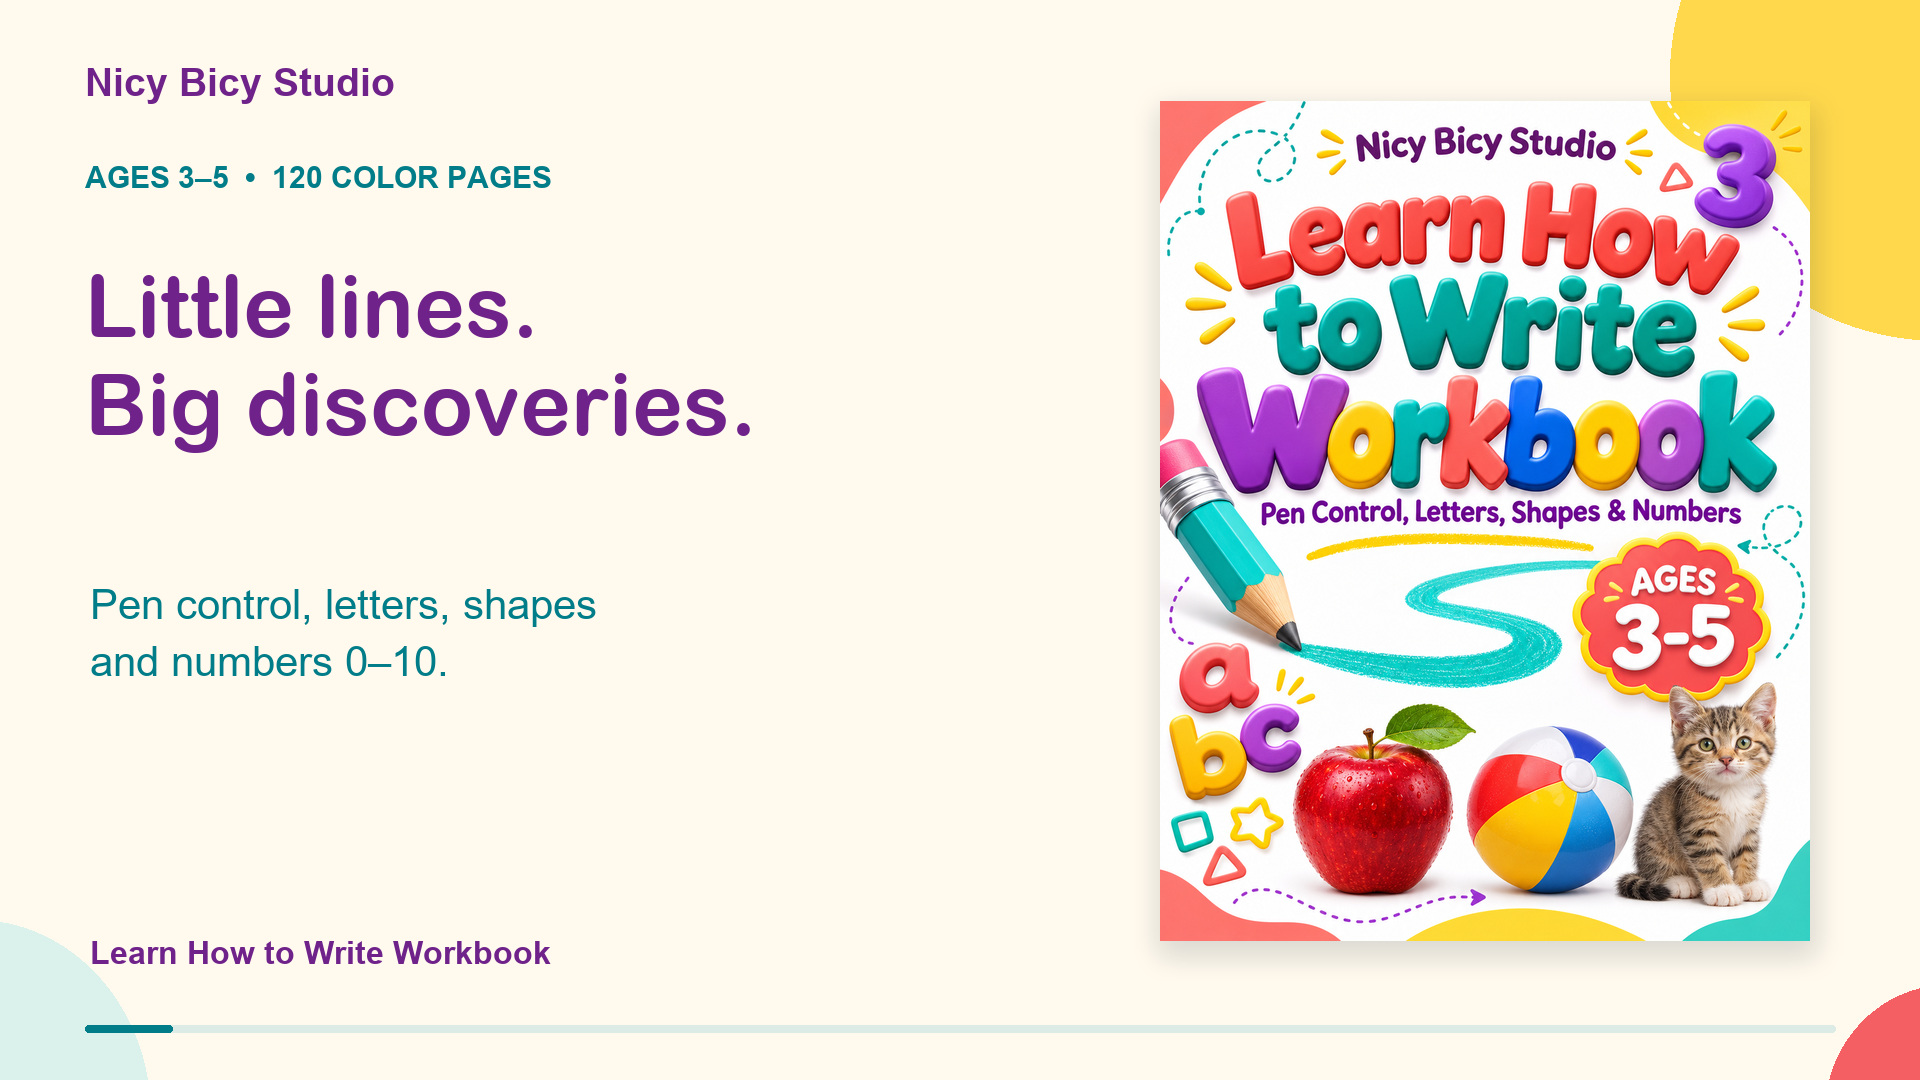 Nicy Bicy Studio
AGES 3–5 • 120 COLOR PAGES
Little lines.
Big discoveries.
Pen control, letters, shapes
and numbers 0–10.
Learn How to Write Workbook
Nicy Bicy Studio
3
Learn How
to Write
Workbook
Pen Control, Letters, Shapes & Numbers
AGES
3-5
a
b c